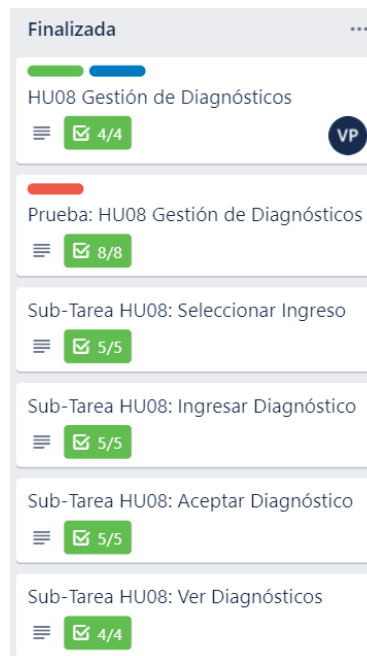 Finalizada
HU08 Gestión de Diagnósticos
4/4
VP
Prueba: HU08 Gestión de Diagnósticos
8/8
Sub-Tarea HU08: Seleccionar Ingreso
5/5
Sub-Tarea HU08: Ingresar Diagnóstico
5/5
Sub-Tarea HU08: Aceptar Diagnóstico
5/5
Sub-Tarea HU08: Ver Diagnósticos
4/4